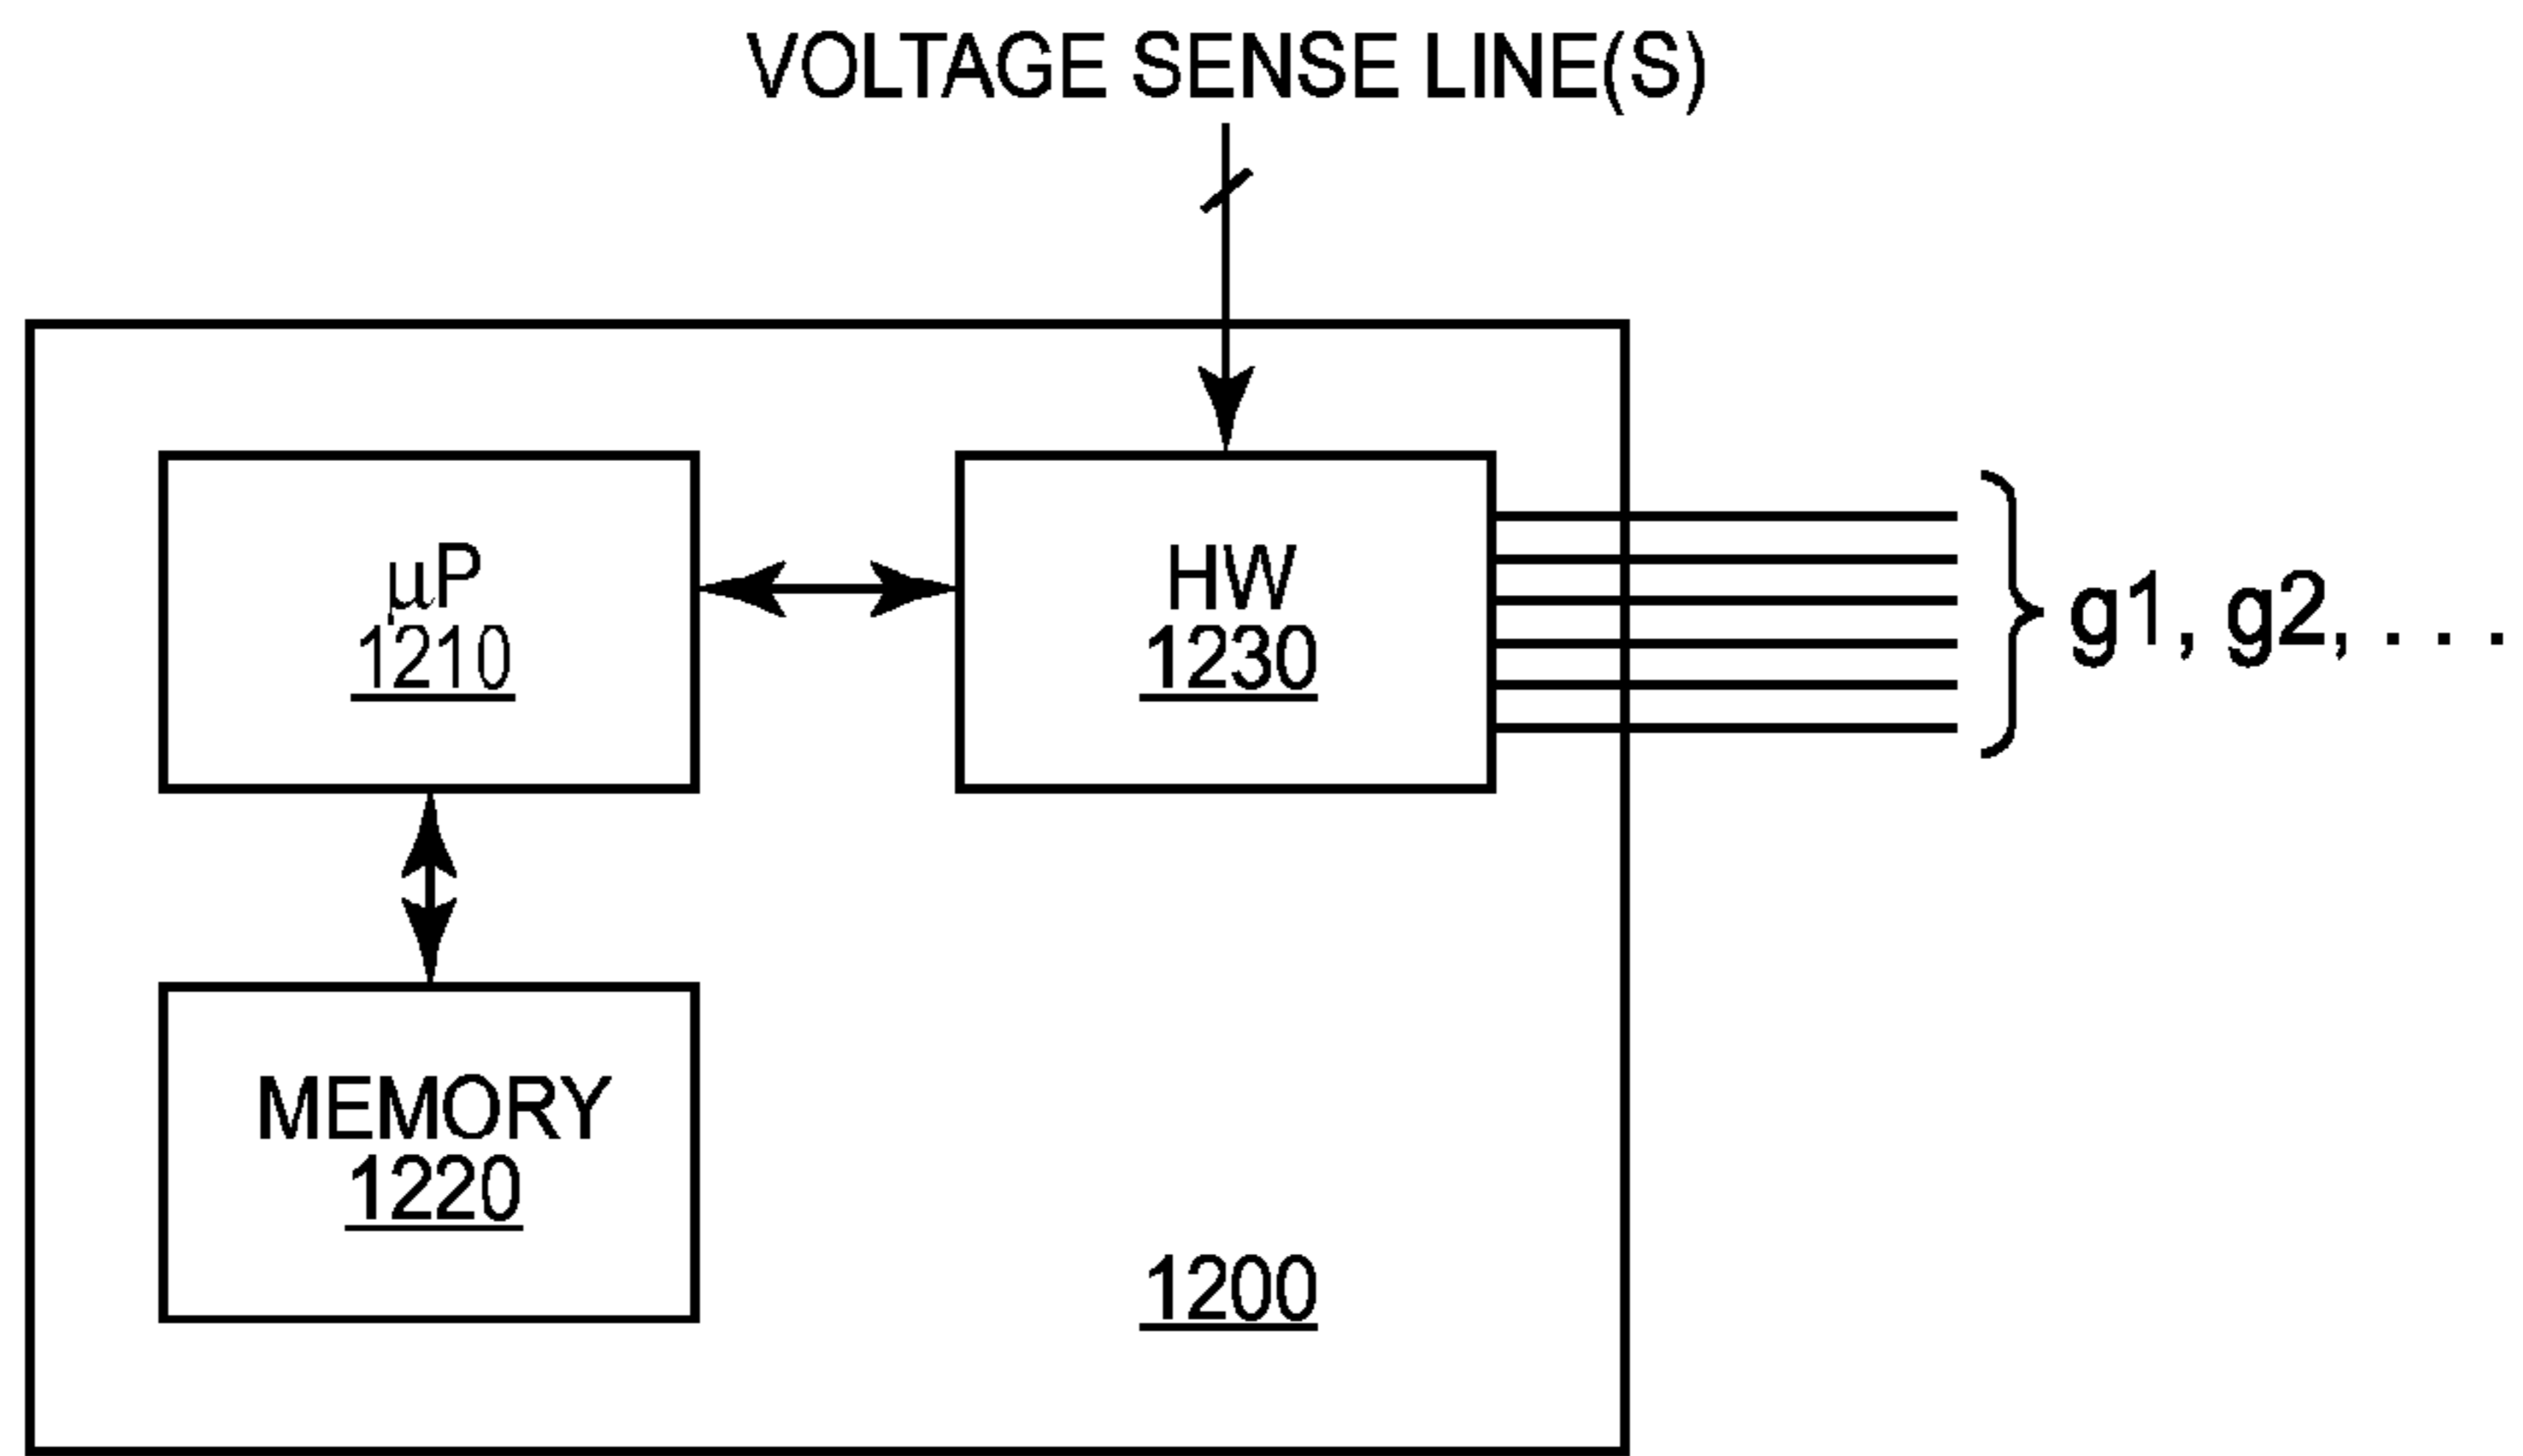 VOLTAGE SENSE LINE(S)
μP
1210
HW
1230
g1, g2, . . .
MEMORY
1220
1200